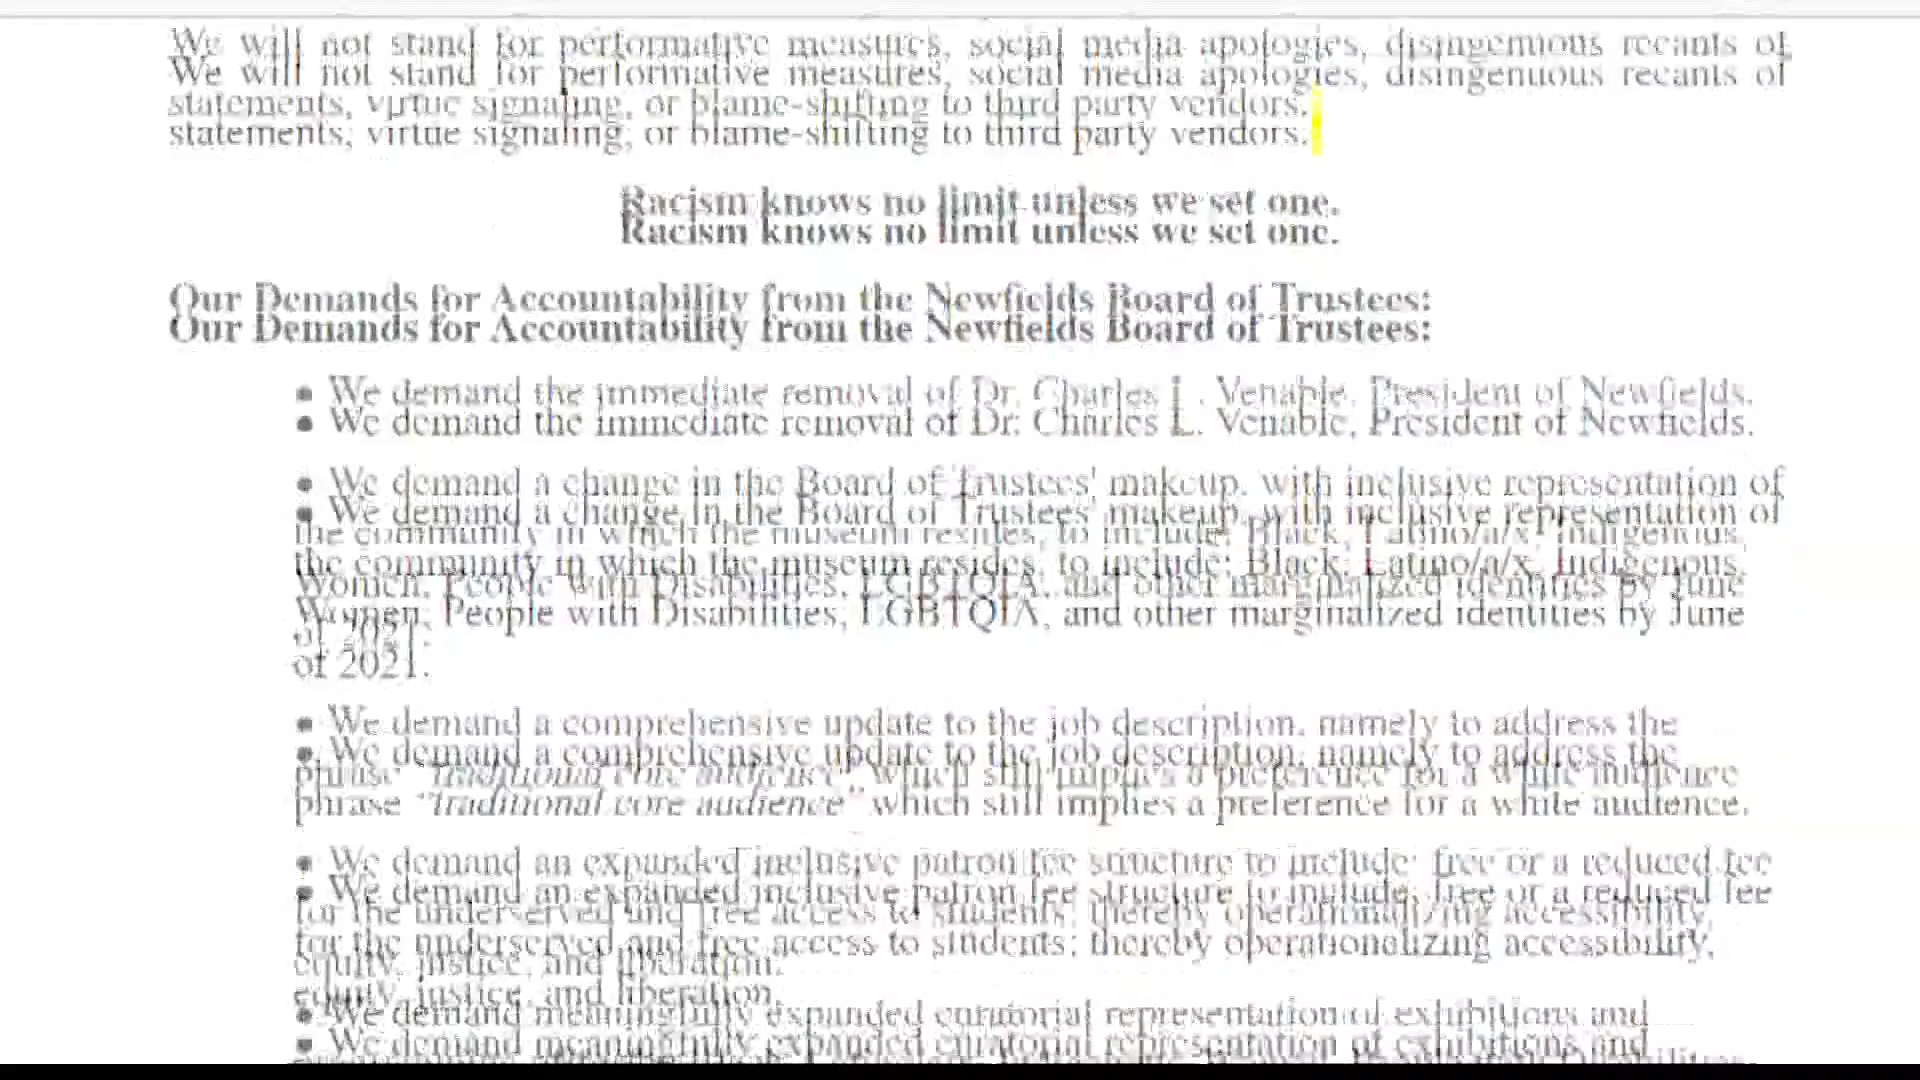 We will not stand for performative measures, social media apologies, disingenuous recants of
statements, virtue signaling, or blame-shifting to third party vendors.
Racism knows no limit unless we set one.
Our Demands for Accountability from the Newfields Board of Trustees:
• We demand the immediate removal of Dr. Charles L. Venable, President of Newfields.
• We demand a change in the Board of Trustees' makeup, with inclusive representation of
the community in which the museum resides, to include: Black, Latino/a/x, Indigenous,
Women, People with Disabilities, LGBTQIA, and other marginalized identities by June
of 2021.
• We demand a comprehensive update to the job description, namely to address the
phrase "traditional core audience" which still implies a preference for a white audience.
• We demand an expanded inclusive patron fee structure to include: free or a reduced fee
for the underserved and free access to students; thereby operationalizing accessibility,
equity, justice, and liberation.
• We demand meaningfully expanded curatorial representation of exhibitions and